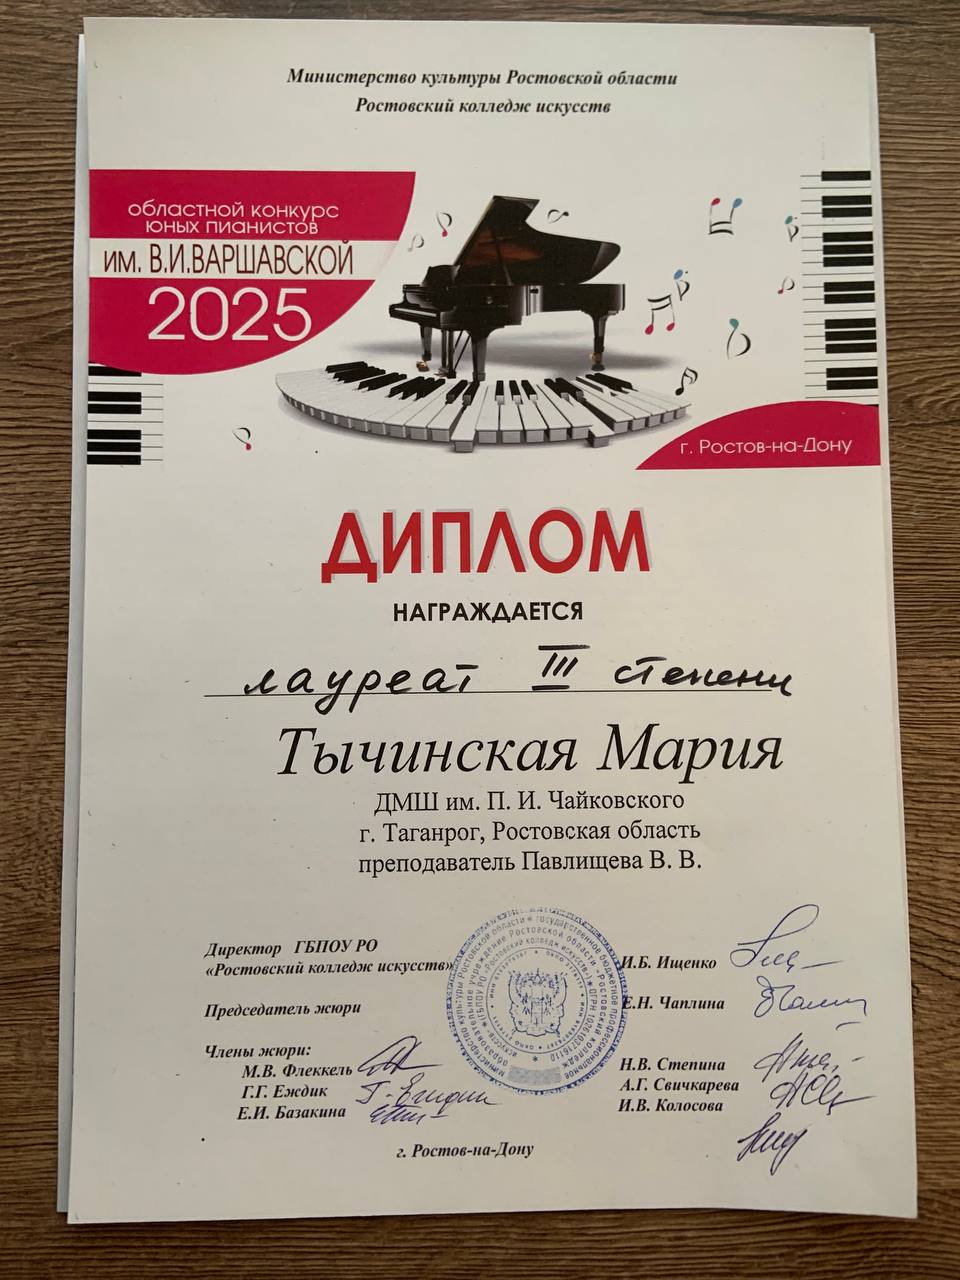 Министерство культуры Ростовской области
Ростовский колледж искусств
областной конкурс
юных пианистов
им. В.И.ВАРШАВСКОЙ
2025
г. Ростов-на-Дону
ДИПЛОМ
НАГРАЖДАЕТСЯ
лауреат III степени
Тычинская Мария
ДМШ им. П. И. Чайковского
г. Таганрог, Ростовская область
преподаватель Павлищева В. В.
Директор ГБПОУ РО
«Ростовский колледж искусств»
И.Б. Ищенко
Председатель жюри
Е.Н. Чаплина
Члены жюри:
М.В. Флеккель
Н.В. Степина
Г.Г. Еждик
А.Г. Свичкарева
Е.И. Базакина
И.В. Колосова
г. Ростов-на-Дону